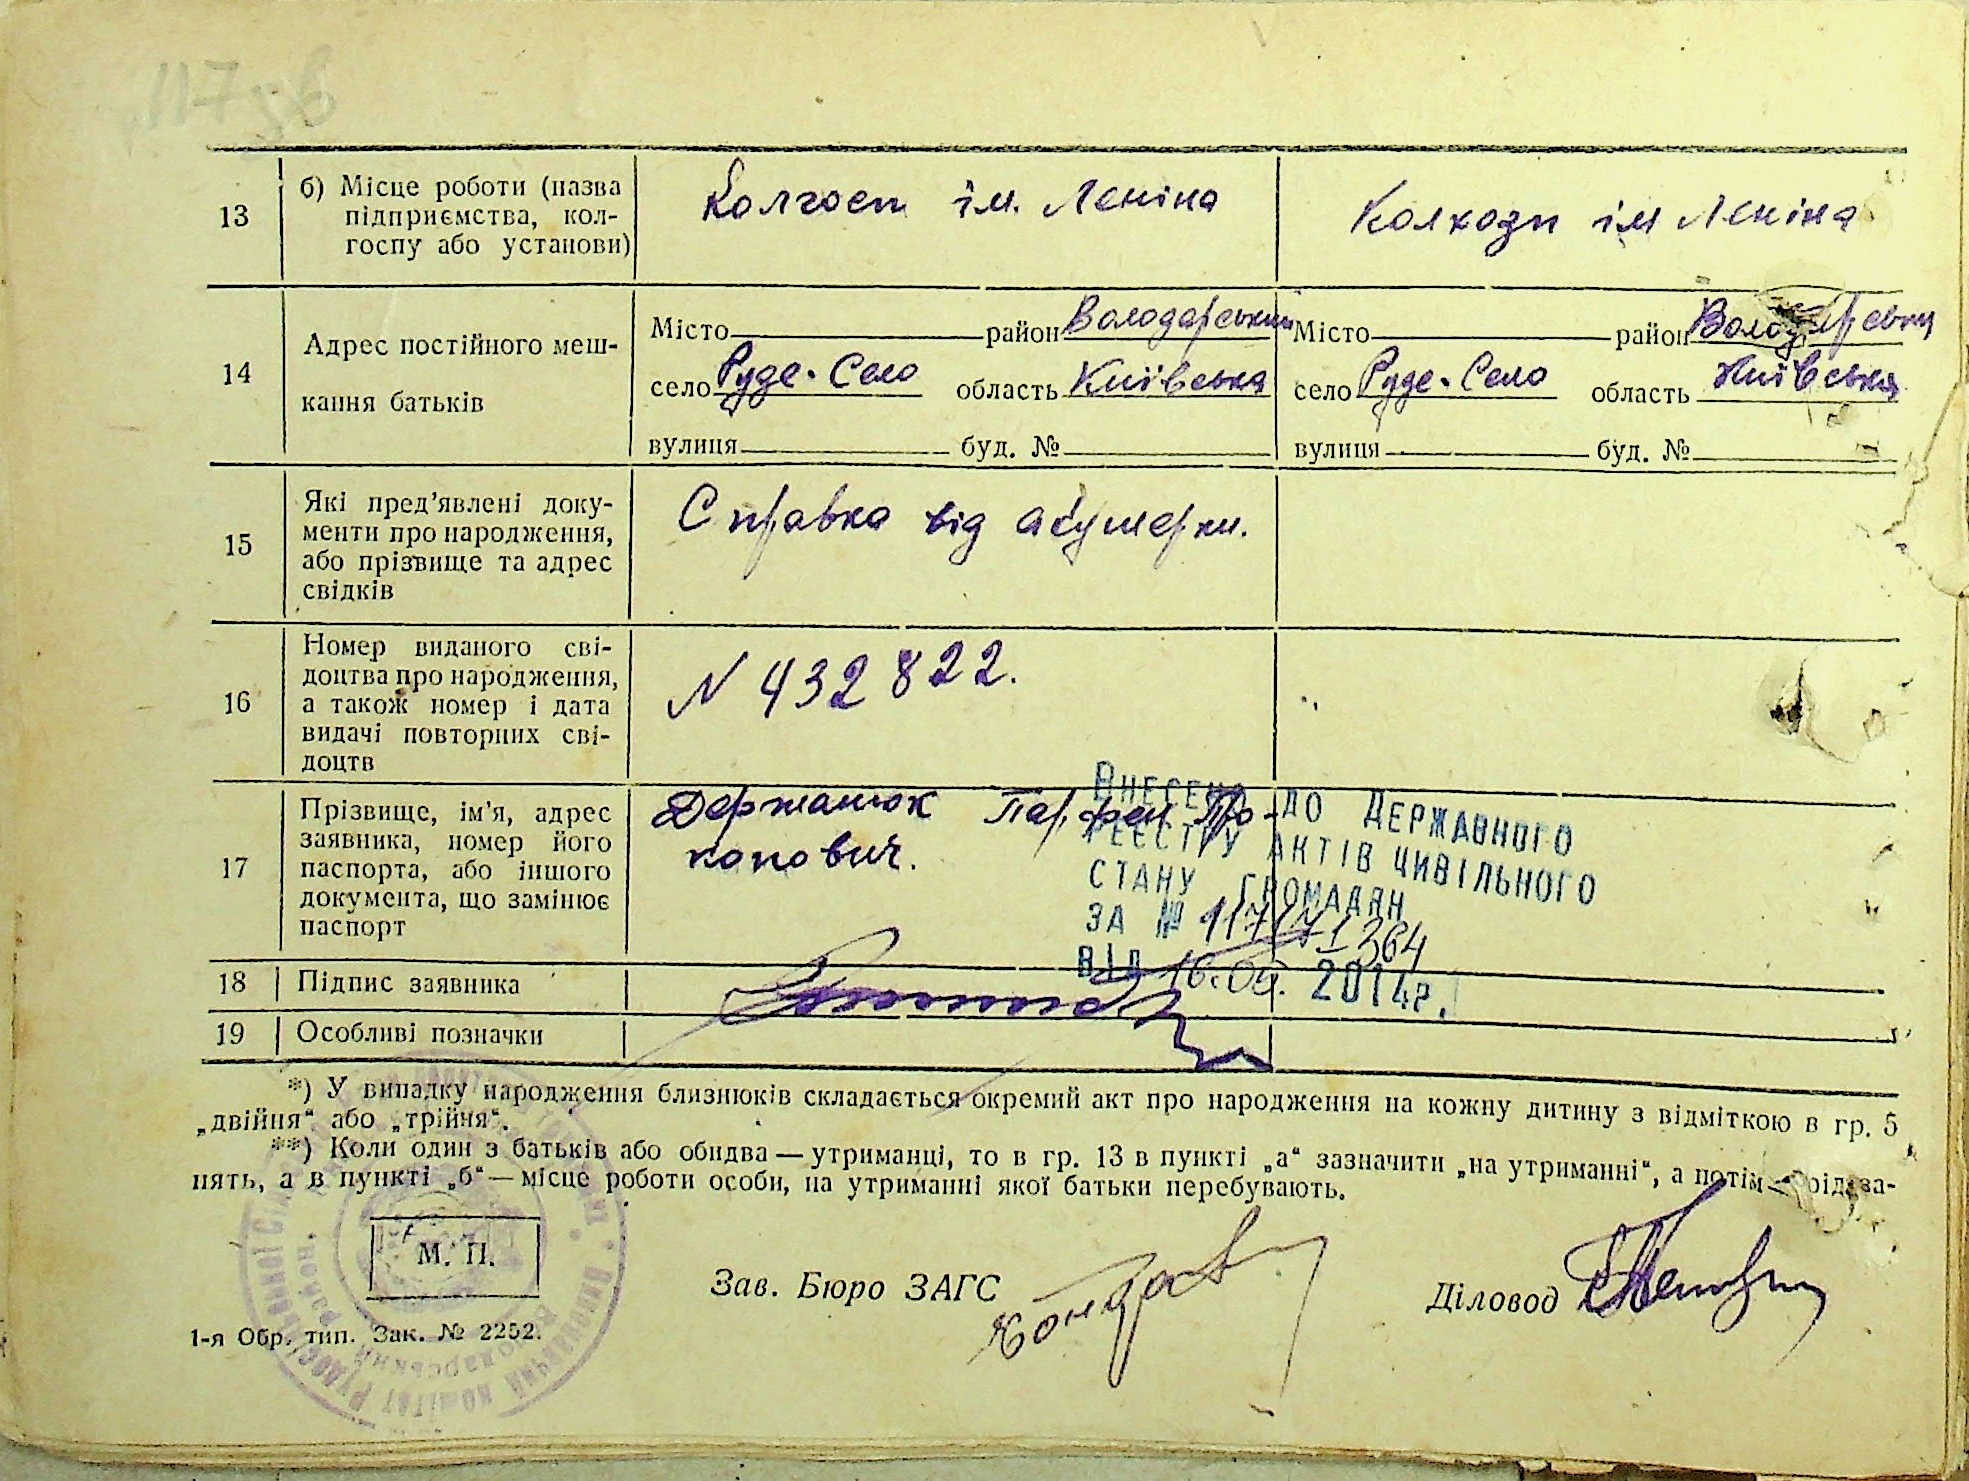 117зв
13
б) Місце роботи (назва
підприємства, кол-
госпу або установи)
Колгосп ім. Леніна
Колхозп ім Леніна
14
Адрес постійного меш-
кання батьків
Місто район Володарський
село Руде-Село область Київська
вулиця буд. №
Місто район
село Руде-Село область Київська
вулиця буд. №
15
Які пред'явлені доку-
менти про народження,
або прізвище та адрес
свідків
Справка від акушерки.
16
Номер виданого сві-
доцтва про народження,
а також номер і дата
видачі повторних сві-
доцтв
N 432822.
17
Прізвище, ім'я, адрес
заявника, номер його
паспорта, або іншого
документа, що замінює
паспорт
Держанюк Парфен Про-
копович.
Внесено до Державного
реєстру актів цивільного
стану громадян
за №
від 16.05. 2014р.
18
Підпис заявника
19
Особливі позначки
*) У випадку народження близнюків складається окремий акт про народження на кожну дитину з відміткою в гр. 5
„двійня“ або „трійня“.
**) Коли один з батьків або обидва — утриманці, то в гр. 13 в пункті „а“ зазначити „на утриманні“, а потім — рід за-
нять, а в пункті „б“ — місце роботи особи, на утриманні якої батьки перебувають.
М. П.
Зав. Бюро ЗАГС
Діловод
1-я Обр. тип. Зак. № 2252.